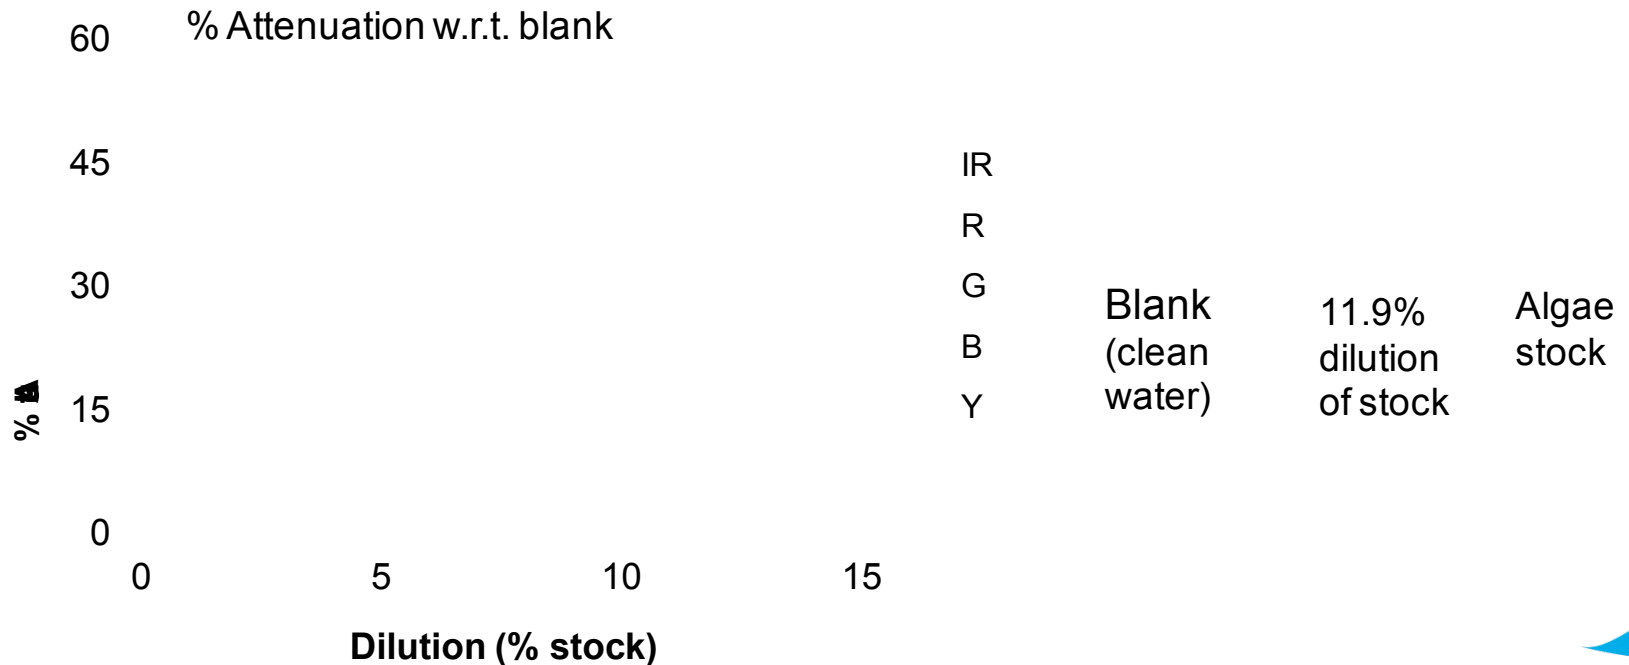 % Attenuation w.r.t. blank
60
45
30
15
0
%
0 5 10 15
Dilution (% stock)
IR
R
G
B
Y
Blank
(clean
water)
11.9%
dilution
of stock
Algae
stock